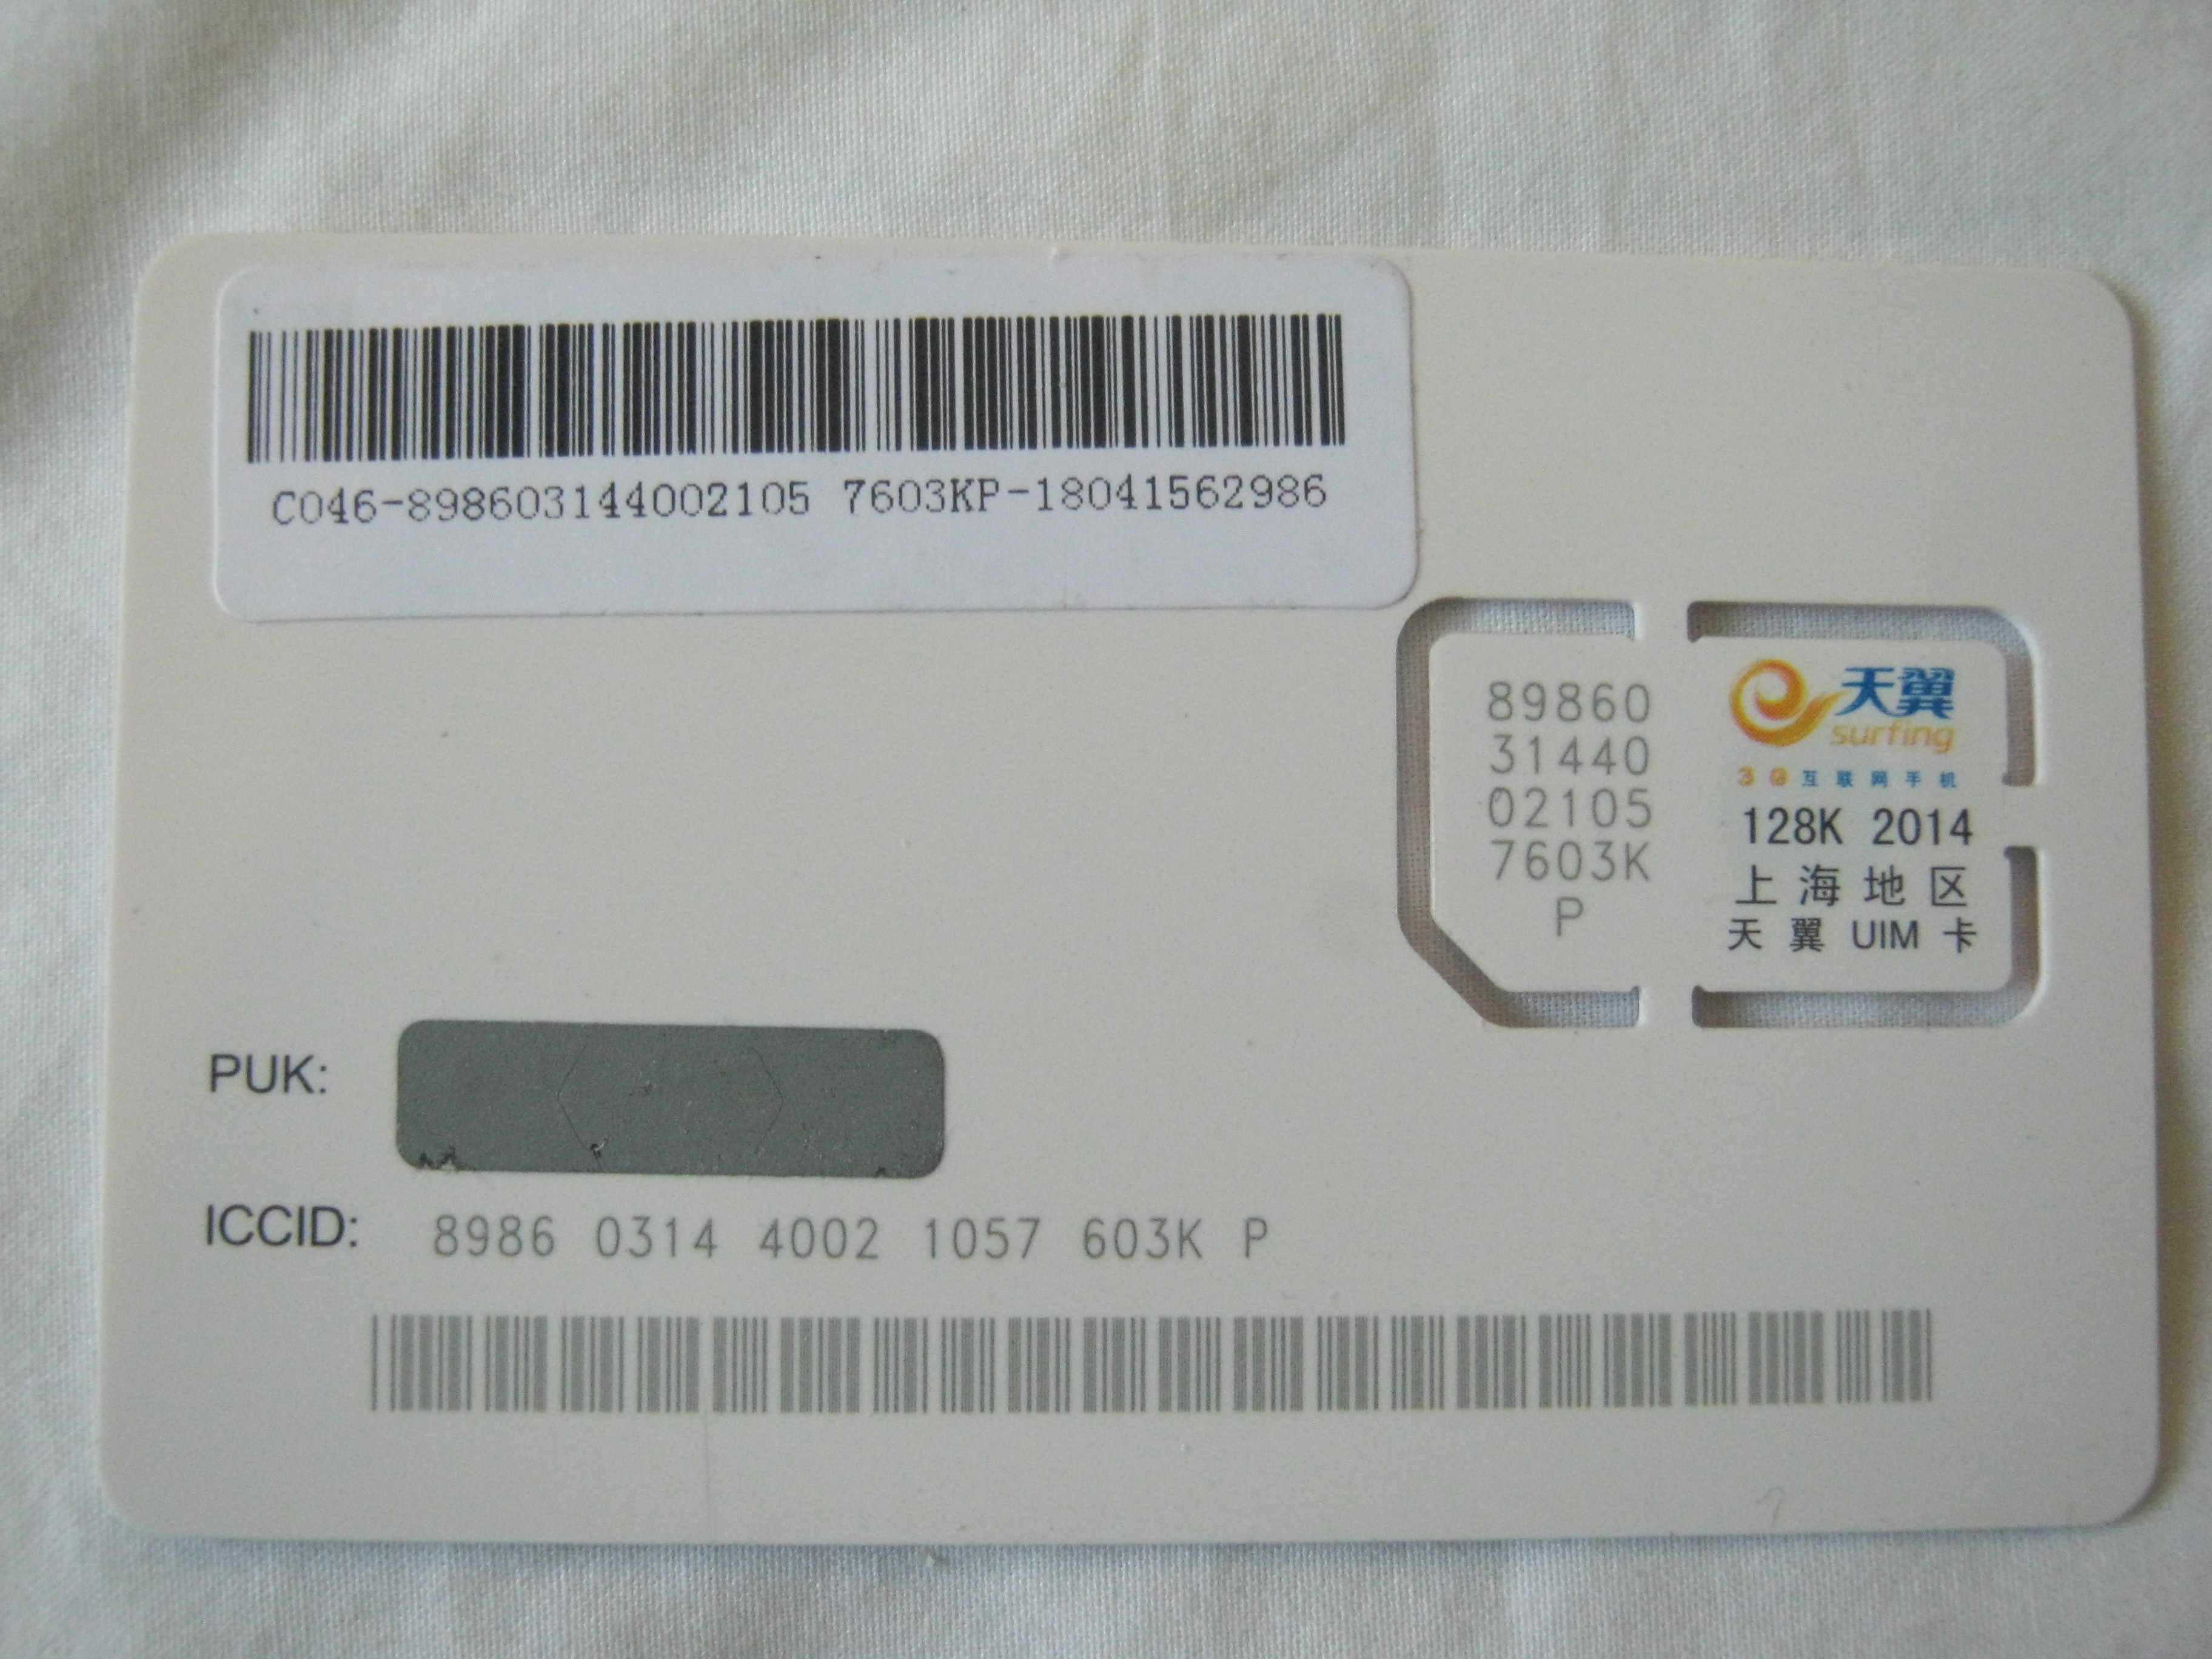 C046-898603144002105 7603KP-18041562986
89860
31440
02105
7603K
P
天翼
surfing
3G互联网手机
128K 2014
上海地区
天翼 UIM 卡
PUK:
ICCID: 8986 0314 4002 1057 603K P